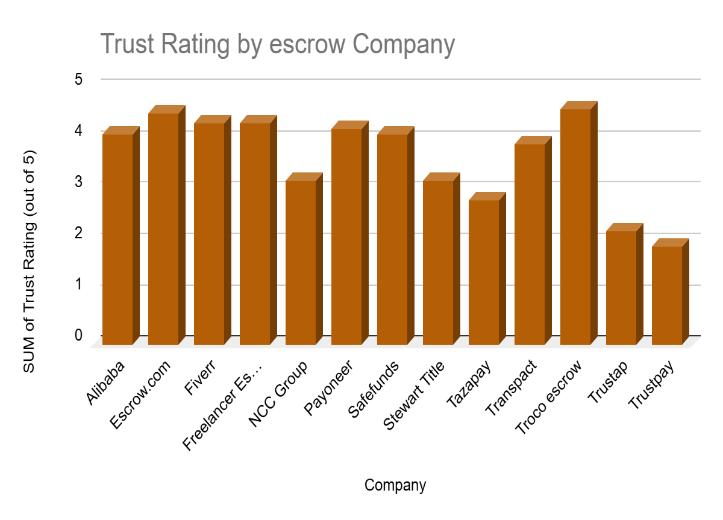 Trust Rating by escrow Company
SUM of Trust Rating (out of 5)
5
4
3
2
1
0
Alibaba
Escrow.com
Fiverr
Freelancer Es…
NCC Group
Payoneer
Safefunds
Stewart Title
Tazapay
Transpact
Troco escrow
Trustap
Trustpay
Company